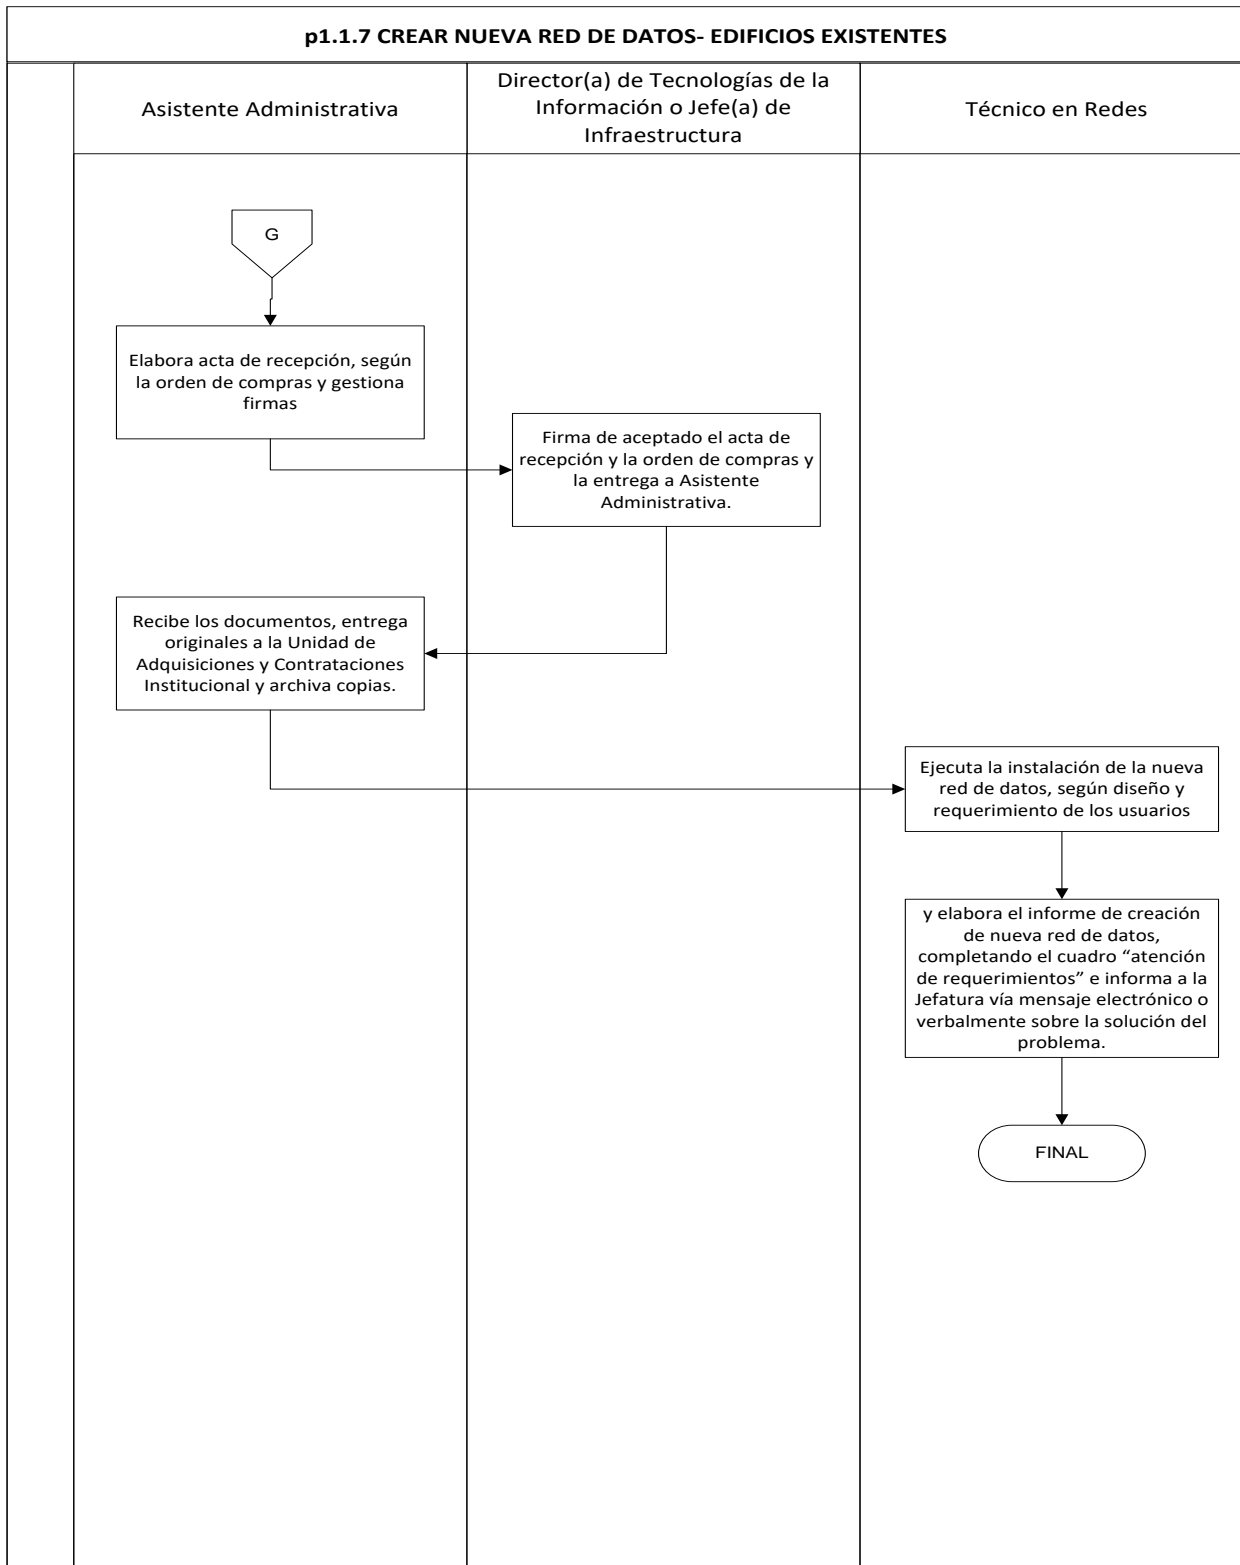 p1.1.7 CREAR NUEVA RED DE DATOS- EDIFICIOS EXISTENTES
Asistente Administrativa
Director(a) de Tecnologías de la
Información o Jefe(a) de
Infraestructura
Técnico en Redes
G
Elabora acta de recepción, según
la orden de compras y gestiona
firmas
Firma de aceptado el acta de
recepción y la orden de compras y
la entrega a Asistente
Administrativa.
Recibe los documentos, entrega
originales a la Unidad de
Adquisiciones y Contrataciones
Institucional y archiva copias.
Ejecuta la instalación de la nueva
red de datos, según diseño y
requerimiento de los usuarios
y elabora el informe de creación
de nueva red de datos,
completando el cuadro “atención
de requerimientos” e informa a la
Jefatura vía mensaje electrónico o
verbalmente sobre la solución del
problema.
FINAL